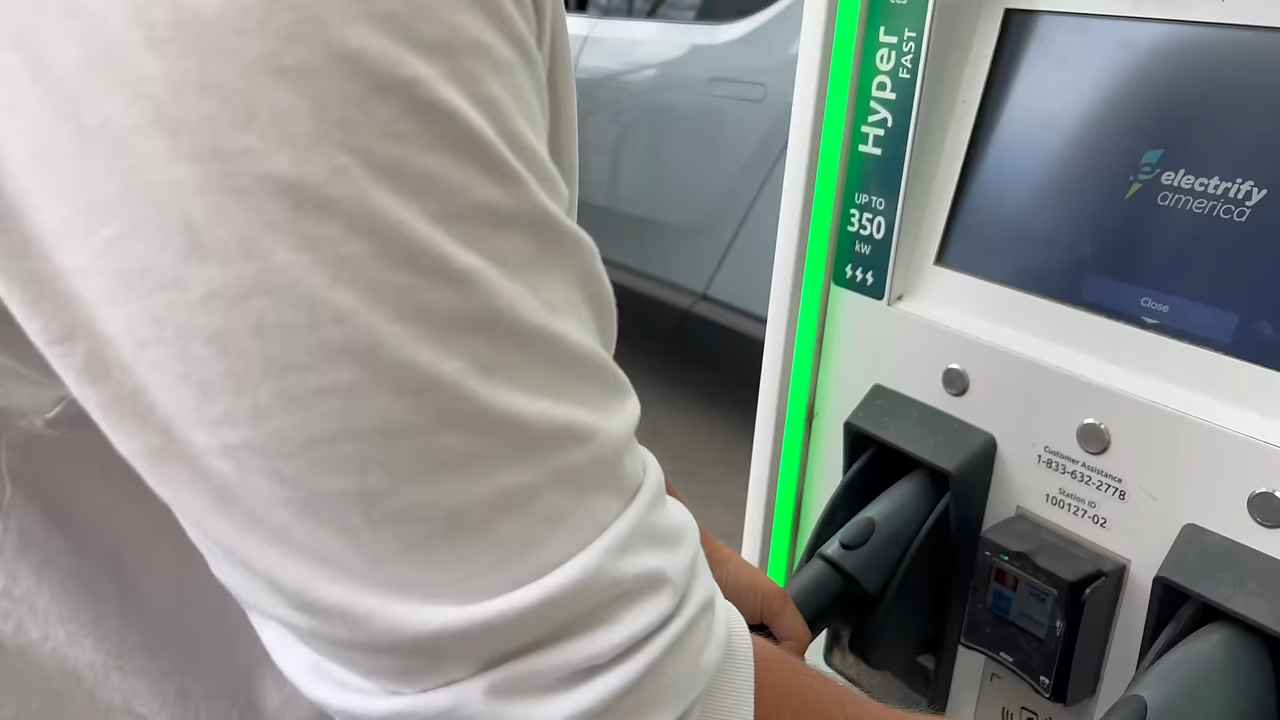 Hyper
FAST
UP TO
350
kW
electrify
america
Close
Customer Assistance
1-833-632-2778
Station ID
100127-02